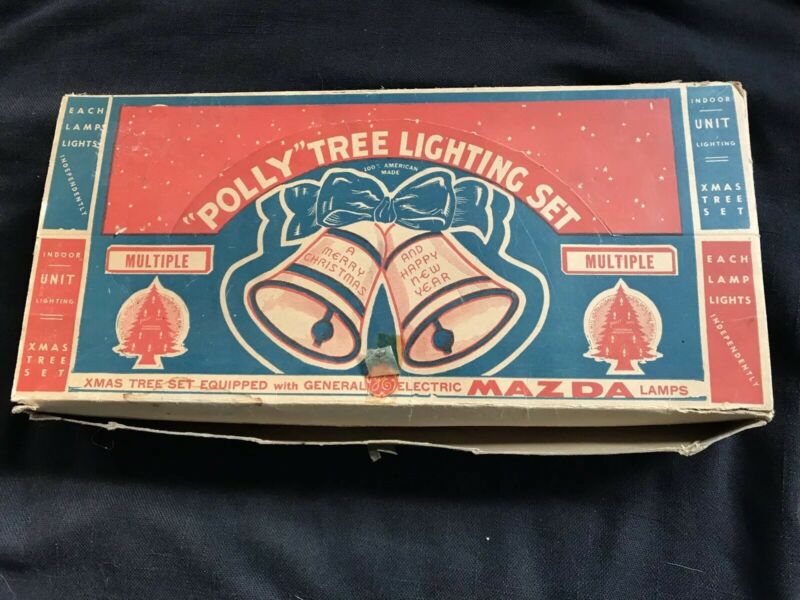 EACH
LAMP
LIGHTS
INDEPENDENTLY
INDOOR
UNIT
LIGHTING
XMAS
TREE
SET
"POLLY" TREE LIGHTING SET
100% AMERICAN
MADE
MULTIPLE
MULTIPLE
A
MERRY
CHRISTMAS
AND
HAPPY
NEW
YEAR
INDOOR
UNIT
LIGHTING
XMAS
TREE
SET
EACH
LAMP
LIGHTS
INDEPENDENTLY
XMAS TREE SET EQUIPPED with GENERAL GE ELECTRIC MAZDA LAMPS